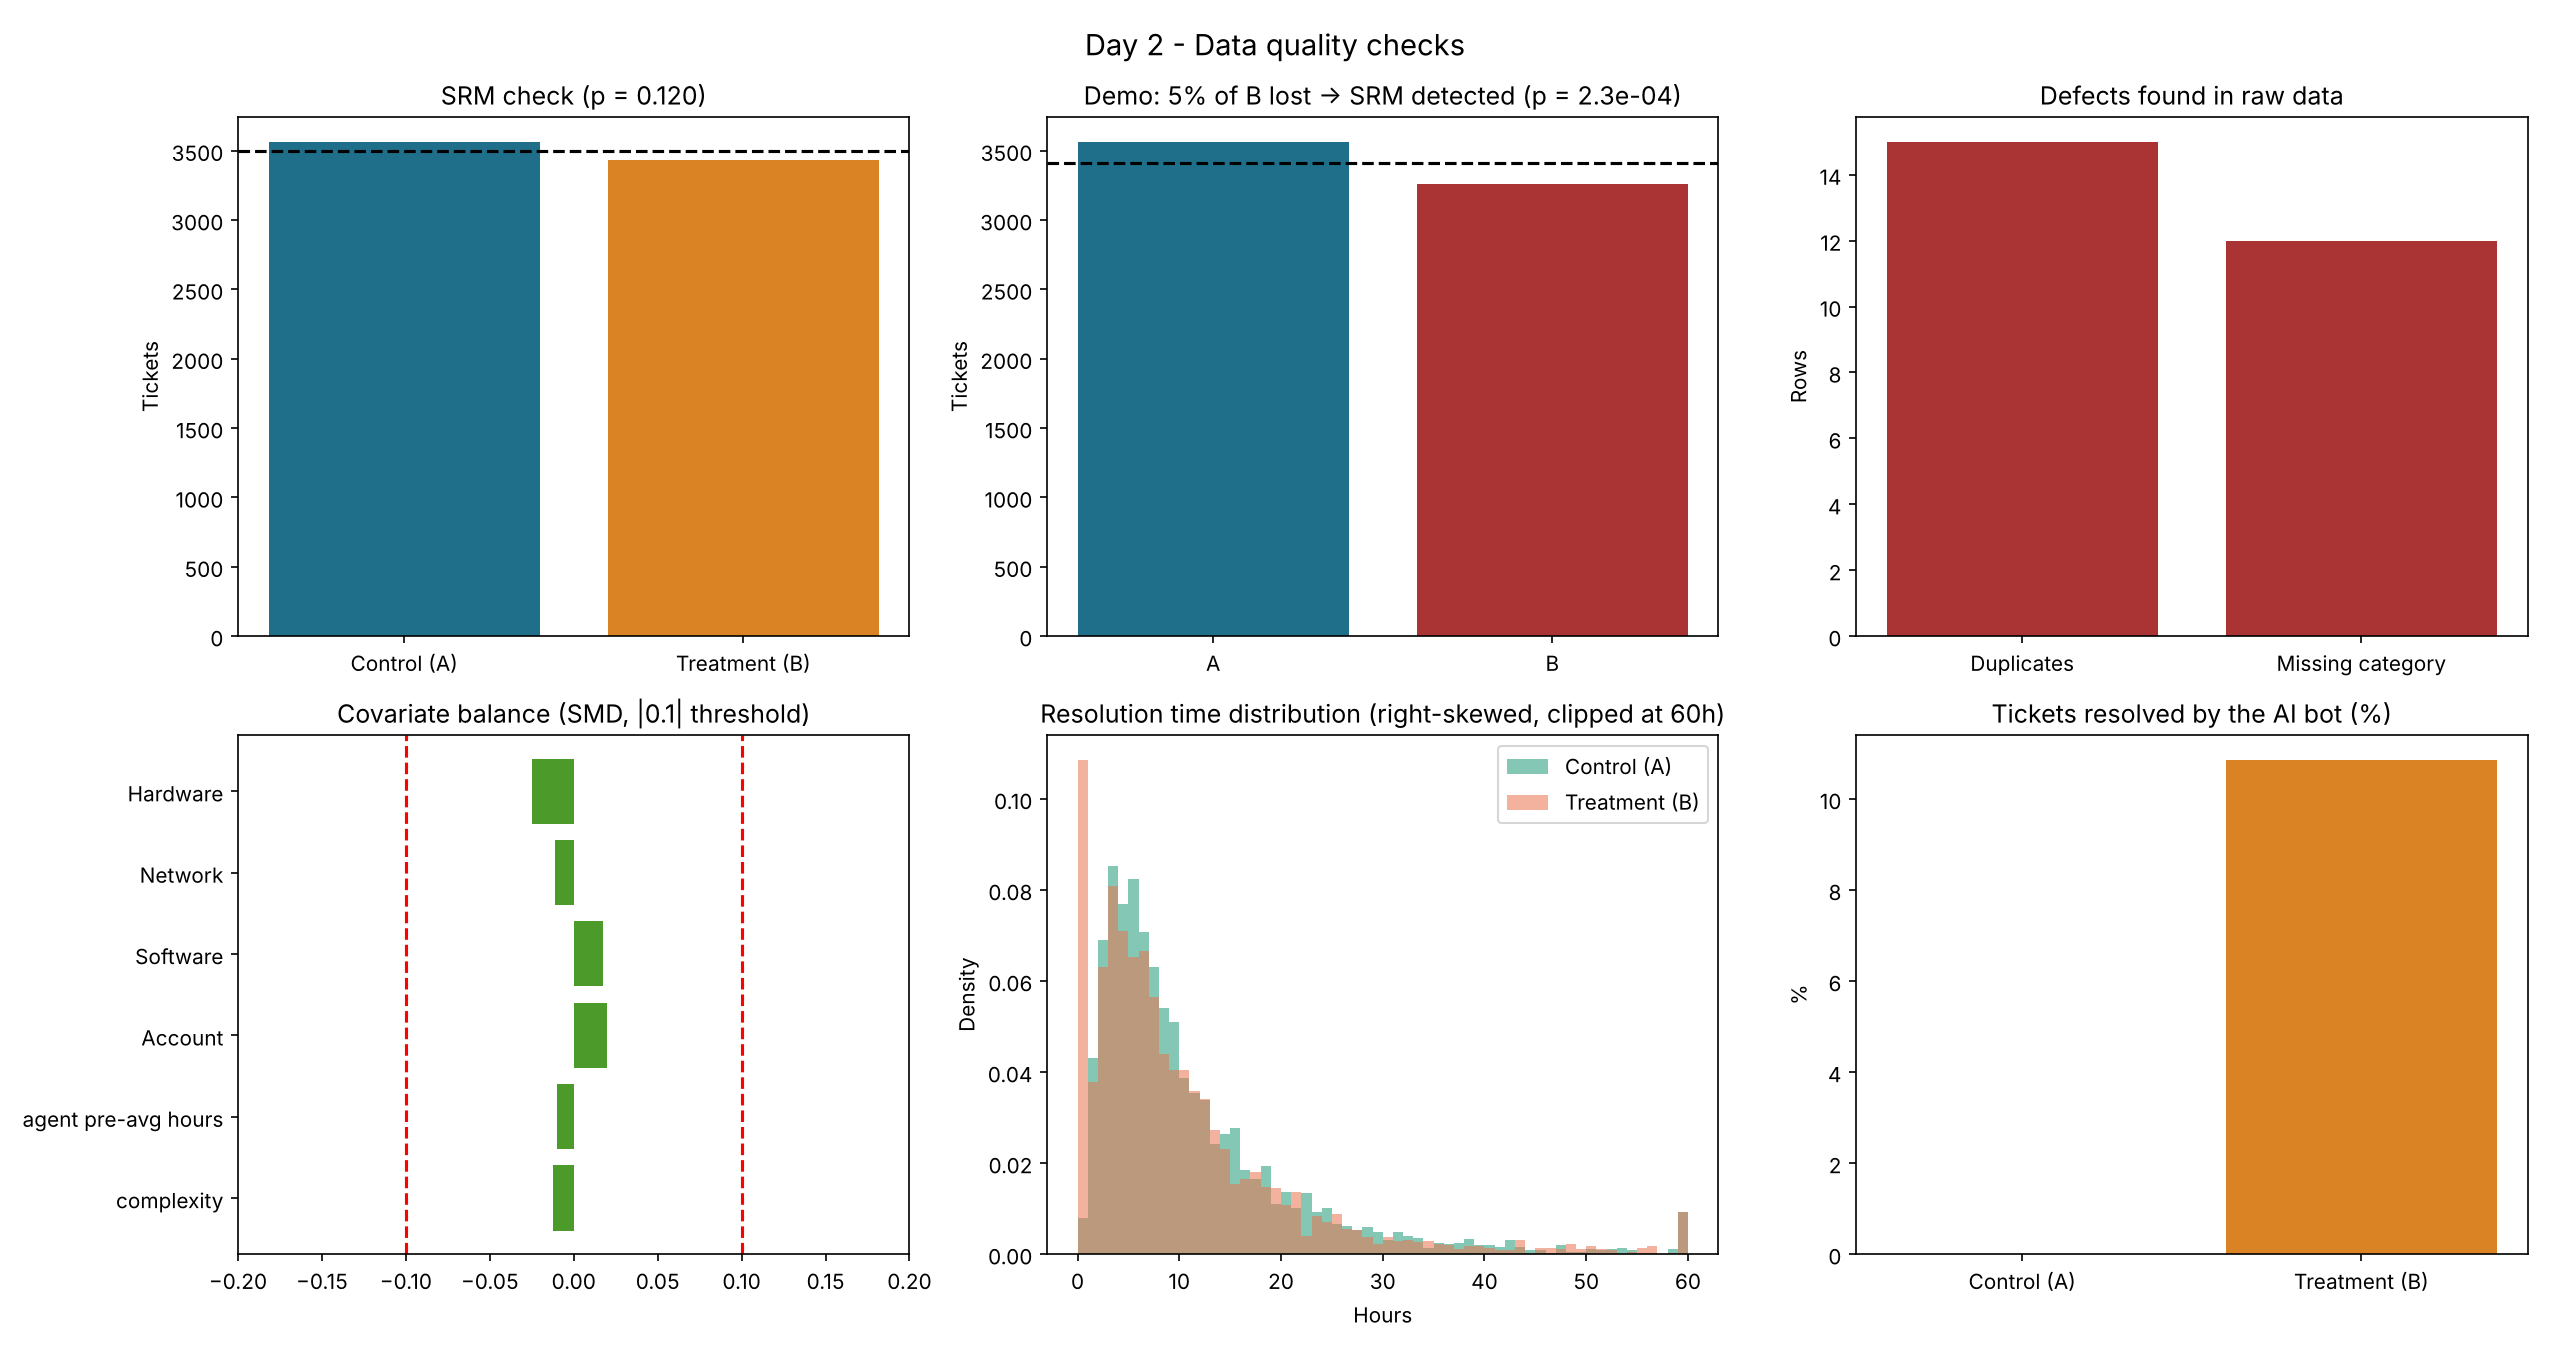 Day 2 - Data quality checks
SRM check (p = 0.120)
Tickets
3500
3000
2500
2000
1500
1000
500
0
Control (A)
Treatment (B)
Demo: 5% of B lost → SRM detected (p = 2.3e-04)
Tickets
3500
3000
2500
2000
1500
1000
500
0
A
B
Defects found in raw data
Rows
14
12
10
8
6
4
2
0
Duplicates
Missing category
Covariate balance (SMD, |0.1| threshold)
Hardware
Network
Software
Account
agent pre-avg hours
complexity
−0.20
−0.15
−0.10
−0.05
0.00
0.05
0.10
0.15
0.20
Resolution time distribution (right-skewed, clipped at 60h)
Control (A)
Treatment (B)
Density
0.10
0.08
0.06
0.04
0.02
0.00
0
10
20
30
40
50
60
Hours
Tickets resolved by the AI bot (%)
%
10
8
6
4
2
0
Control (A)
Treatment (B)